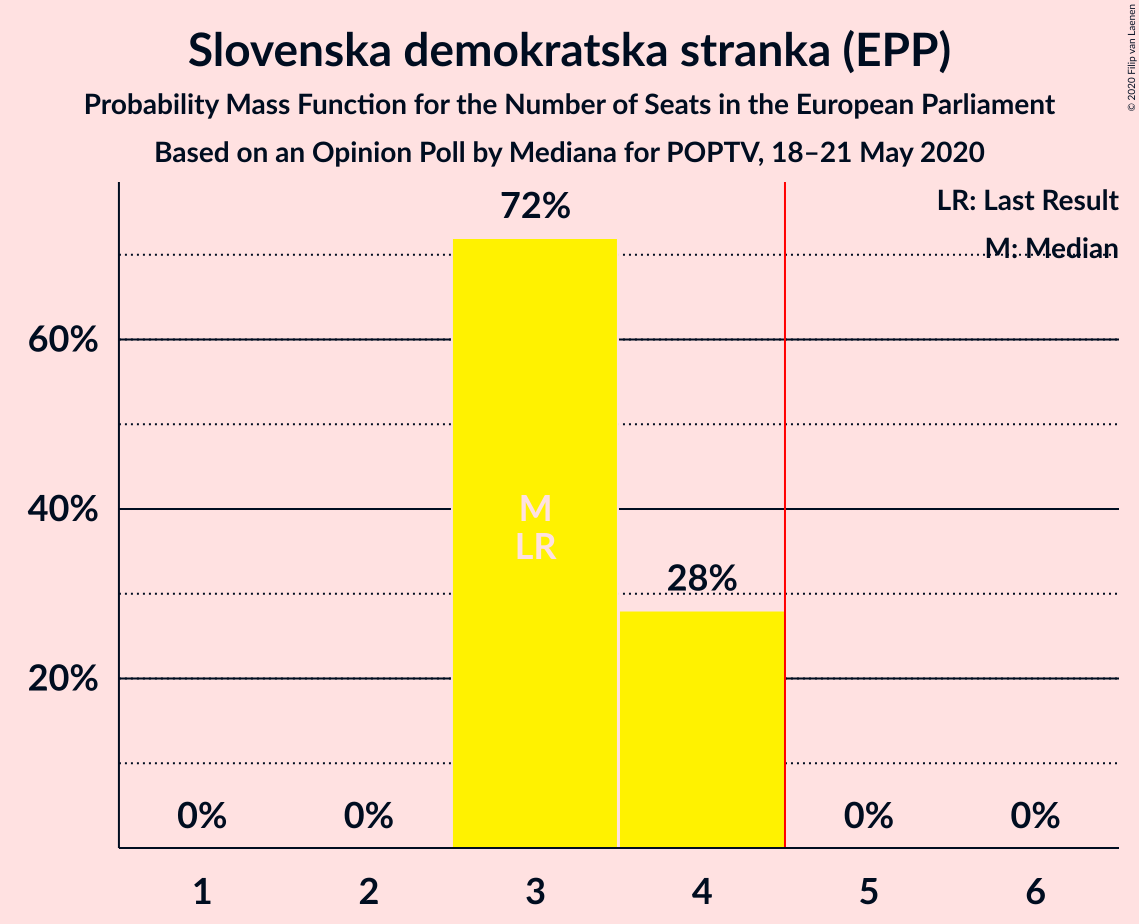 Slovenska demokratska stranka (EPP)
Probability Mass Function for the Number of Seats in the European Parliament
Based on an Opinion Poll by Mediana for POPTV, 18–21 May 2020
© 2020 Filip van Laenen
LR: Last Result
M: Median
72%
60%
40%
M
LR
28%
20%
0% 0% 0% 0%
1 2 3 4 5 6